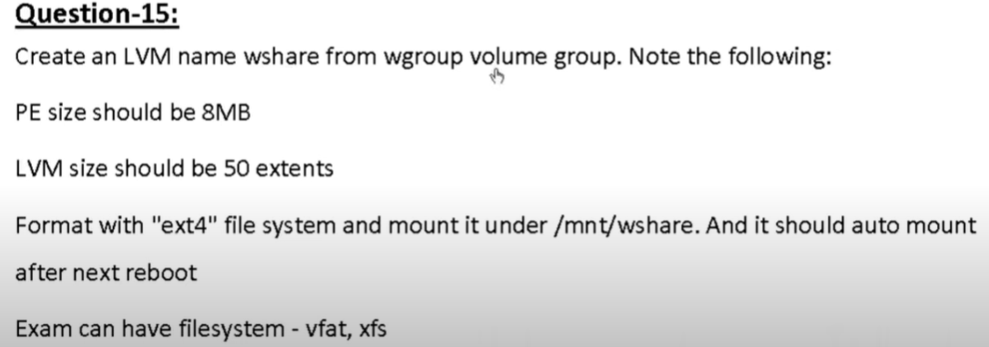 Question-15:
Create an LVM name wshare from wgroup volume group. Note the following:
PE size should be 8MB
LVM size should be 50 extents
Format with "ext4" file system and mount it under /mnt/wshare. And it should auto mount
after next reboot
Exam can have filesystem - vfat, xfs